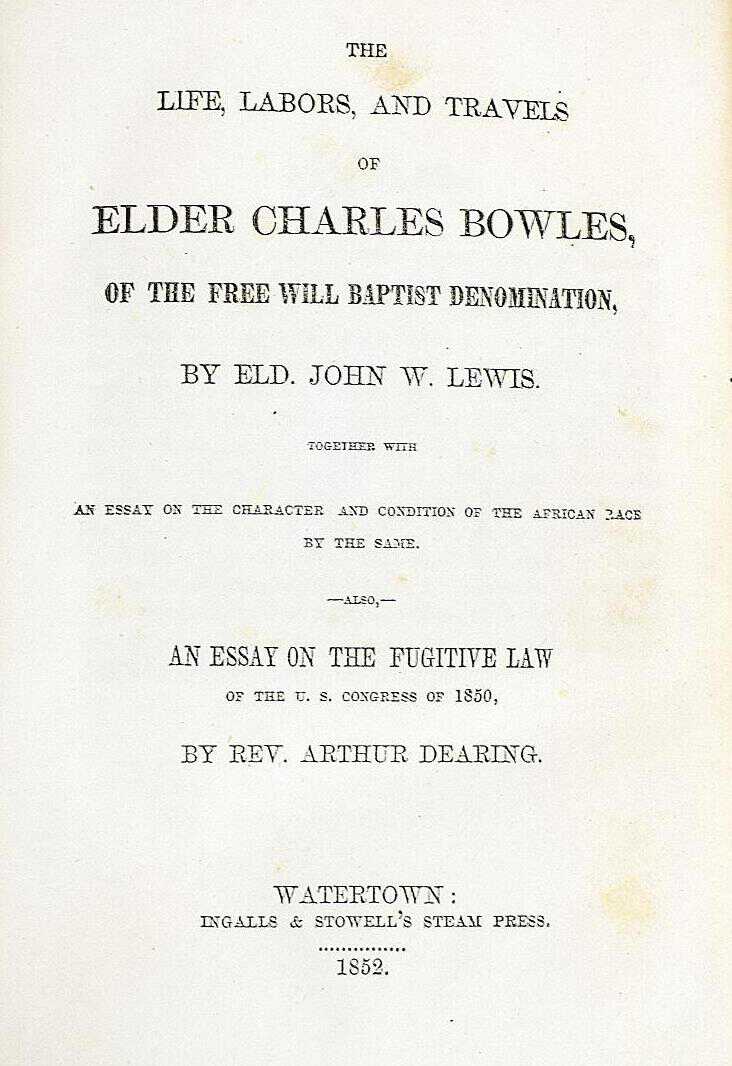 THE
LIFE, LABORS, AND TRAVELS
OF
ELDER CHARLES BOWLES,
OF THE FREE WILL BAPTIST DENOMINATION,
BY ELD. JOHN W. LEWIS.
TOGETHER WITH
AN ESSAY ON THE CHARACTER AND CONDITION OF THE AFRICAN RACE
BY THE SAME.
—ALSO,—
AN ESSAY ON THE FUGITIVE LAW
OF THE U. S. CONGRESS OF 1850,
BY REV. ARTHUR DEARING.
WATERTOWN:
INGALLS & STOWELL'S STEAM PRESS.
1852.